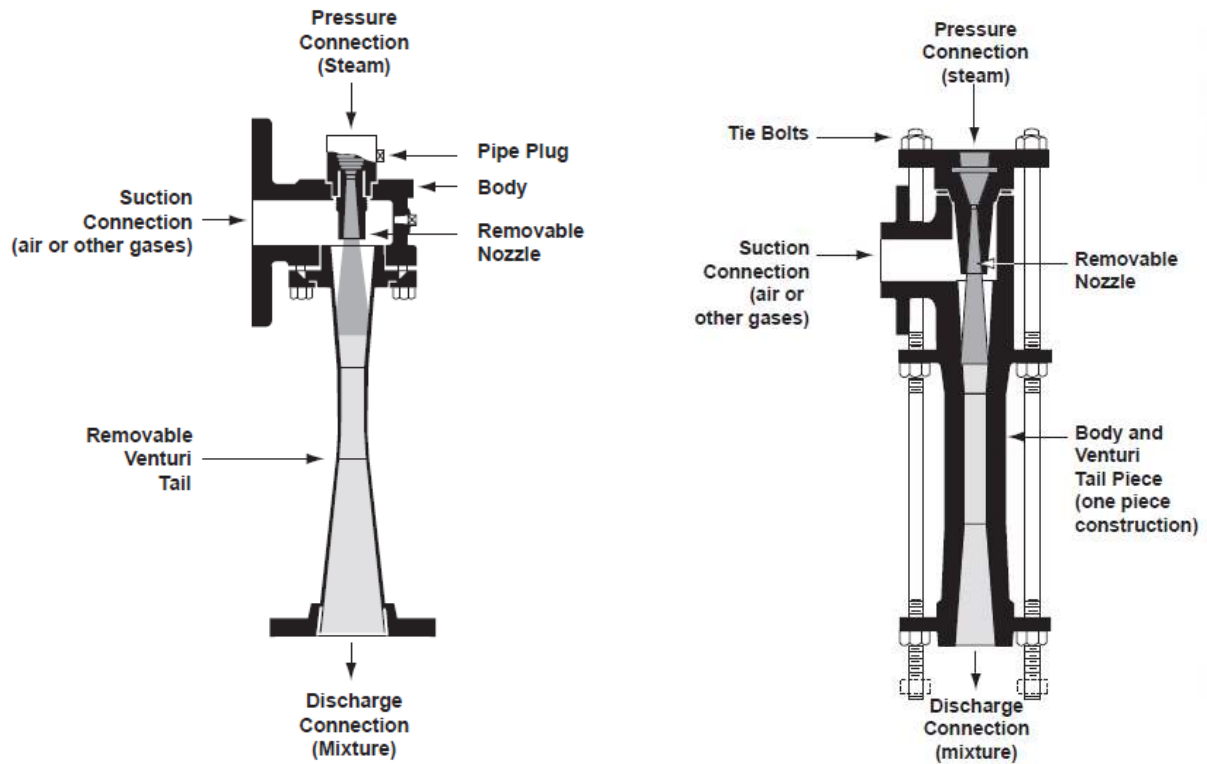 Pressure
Connection
(Steam)
Pipe Plug
Body
Suction
Connection
(air or other gases)
Removable
Nozzle
Removable
Venturi
Tail
Discharge
Connection
(Mixture)
Pressure
Connection
(steam)
Tie Bolts
Suction
Connection
(air or
other gases)
Removable
Nozzle
Body and
Venturi
Tail Piece
(one piece
construction)
Discharge
Connection
(mixture)